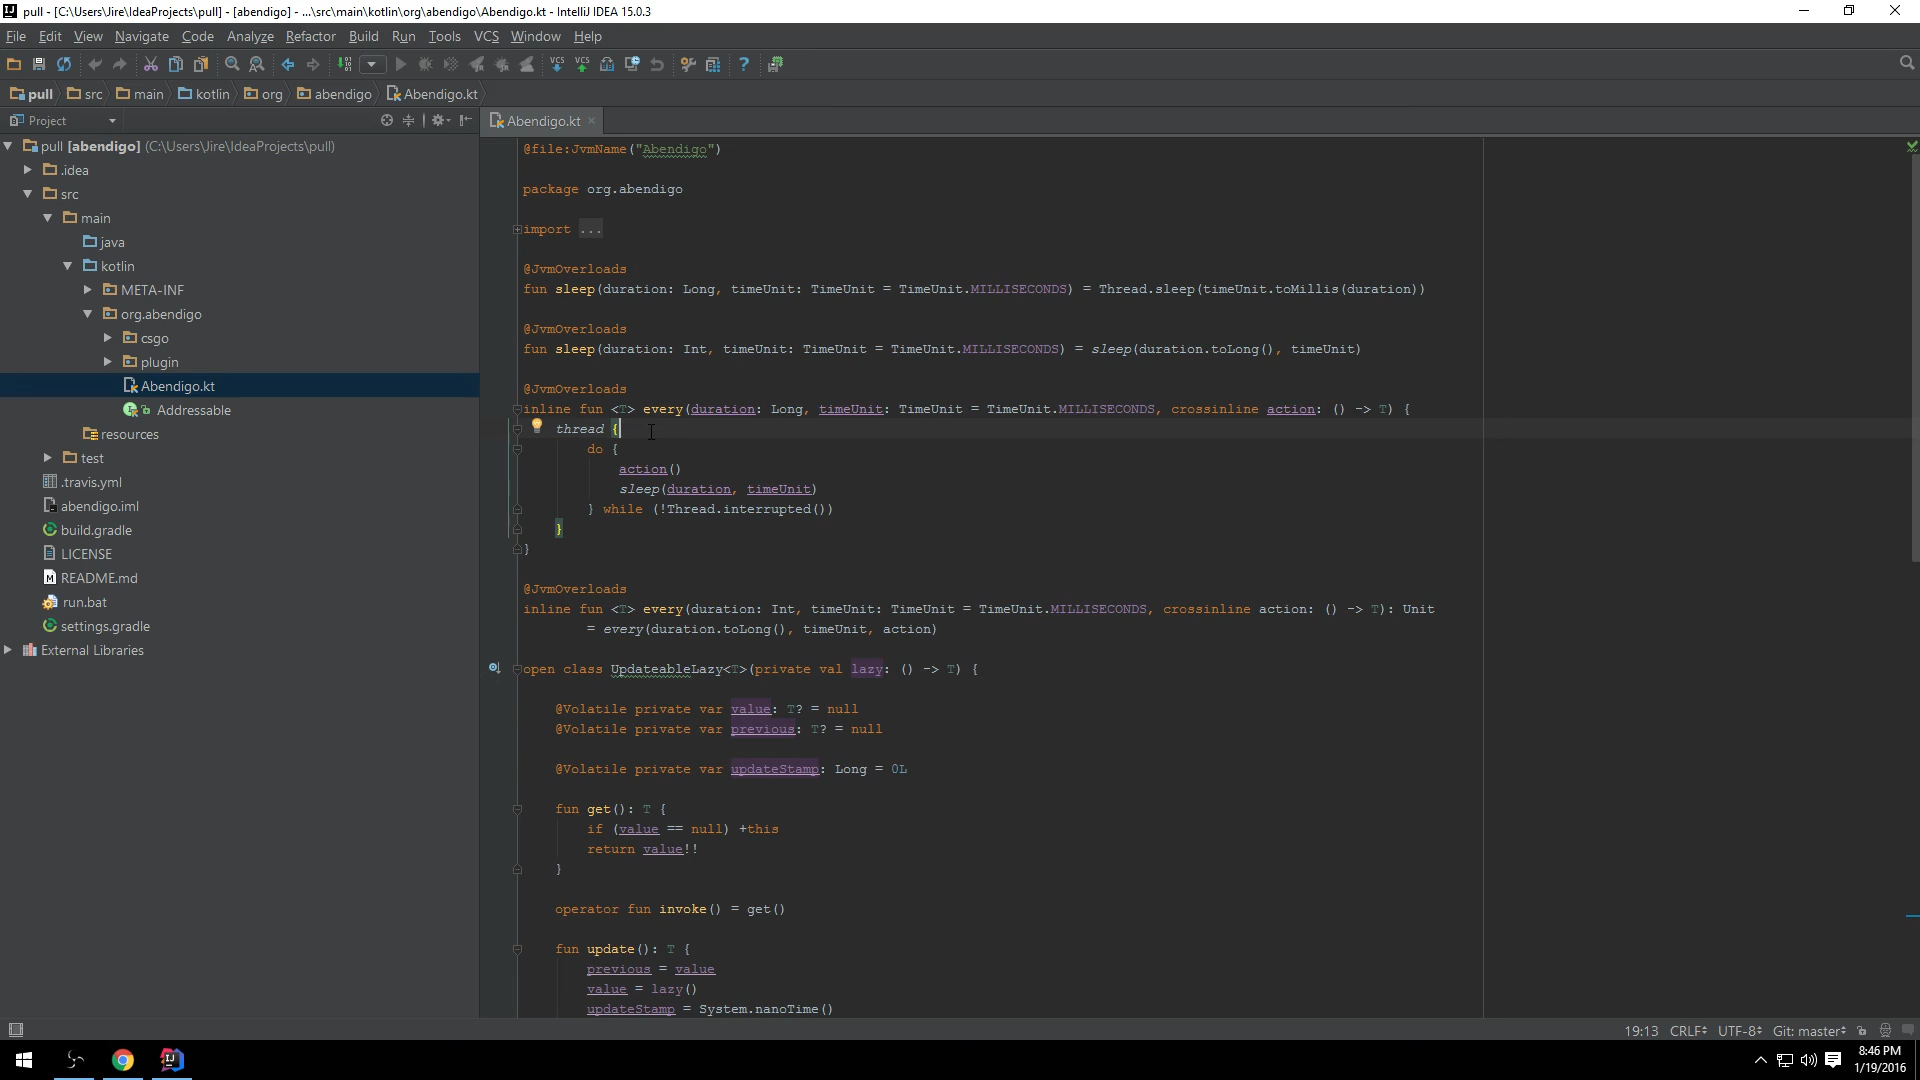 pull - [C:\Users\Jire\IdeaProjects\pull] - [abendigo] - ...\src\main\kotlin\org\abendigo\Abendigo.kt - IntelliJ IDEA 15.0.3
File Edit View Navigate Code Analyze Refactor Build Run Tools VCS Window Help
pull src main kotlin org abendigo Abendigo.kt
Project
Abendigo.kt
pull [abendigo] (C:\Users\Jire\IdeaProjects\pull)
.idea
src
main
java
kotlin
META-INF
org.abendigo
csgo
plugin
Abendigo.kt
Addressable
resources
test
.travis.yml
abendigo.iml
build.gradle
LICENSE
README.md
run.bat
settings.gradle
External Libraries
@file:JvmName("Abendigo")
package org.abendigo
import ...
@JvmOverloads
fun sleep(duration: Long, timeUnit: TimeUnit = TimeUnit.MILLISECONDS) = Thread.sleep(timeUnit.toMillis(duration))
@JvmOverloads
fun sleep(duration: Int, timeUnit: TimeUnit = TimeUnit.MILLISECONDS) = sleep(duration.toLong(), timeUnit)
@JvmOverloads
inline fun <T> every(duration: Long, timeUnit: TimeUnit = TimeUnit.MILLISECONDS, crossinline action: () -> T) {
thread {
do {
action()
sleep(duration, timeUnit)
} while (!Thread.interrupted())
}
}
@JvmOverloads
inline fun <T> every(duration: Int, timeUnit: TimeUnit = TimeUnit.MILLISECONDS, crossinline action: () -> T): Unit
= every(duration.toLong(), timeUnit, action)
open class UpdateableLazy<T>(private val lazy: () -> T) {
@Volatile private var value: T? = null
@Volatile private var previous: T? = null
@Volatile private var updateStamp: Long = 0L
fun get(): T {
if (value == null) +this
return value!!
}
operator fun invoke() = get()
fun update(): T {
previous = value
value = lazy()
updateStamp = System.nanoTime()
19:13 CRLF UTF-8 Git: master
8:46 PM
1/19/2016